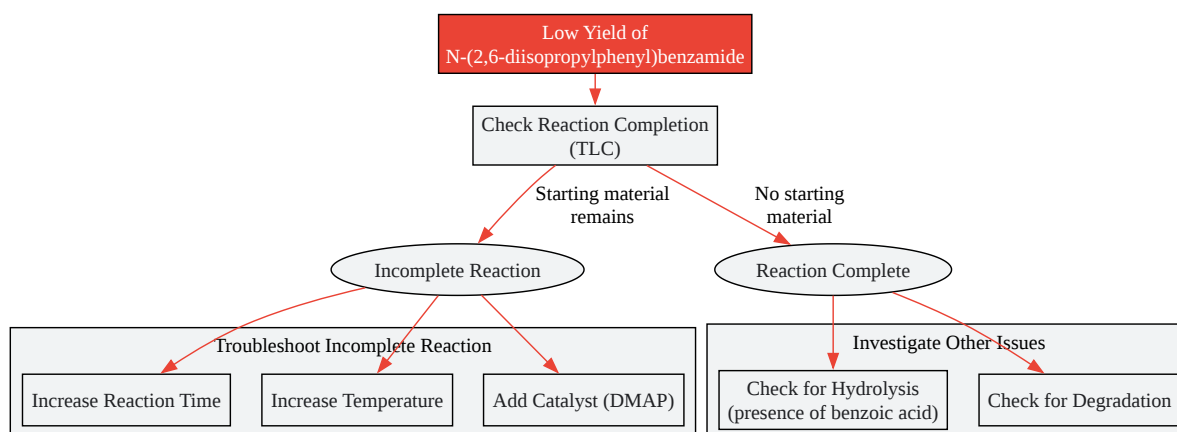 Low Yield of
N-(2,6-diisopropylphenyl)benzamide
Check Reaction Completion
(TLC)
Starting material
remains
No starting
material
Incomplete Reaction
Reaction Complete
Troubleshoot Incomplete Reaction
Increase Reaction Time
Increase Temperature
Add Catalyst (DMAP)
Investigate Other Issues
Check for Hydrolysis
(presence of benzoic acid)
Check for Degradation